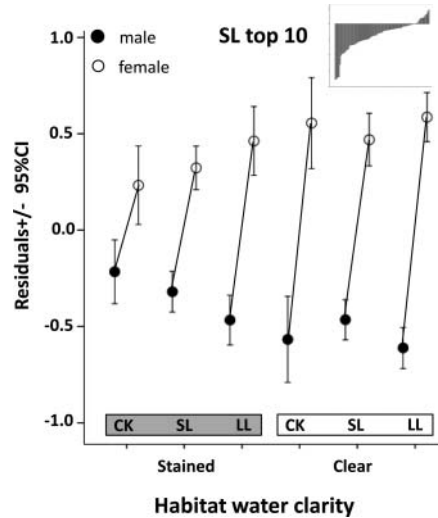 SL top 10
male
female
1.0
0.5
0.0
-0.5
-1.0
Residuals+/- 95%CI
CK SL LL CK SL LL
Stained Clear
Habitat water clarity